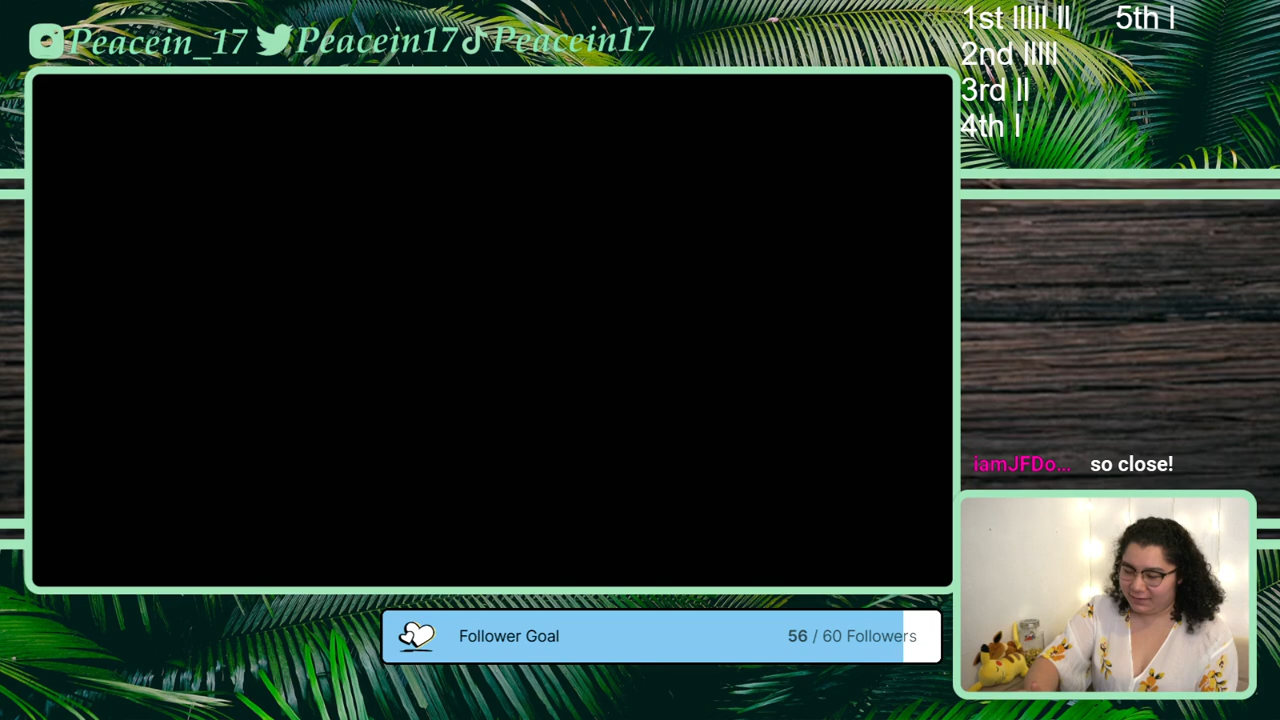 Peacein_17 Peacein17 Peacein17
1st IIIII II 5th I
2nd IIIII
3rd II
4th I
iamJFDo... so close!
Follower Goal 56 / 60 Followers